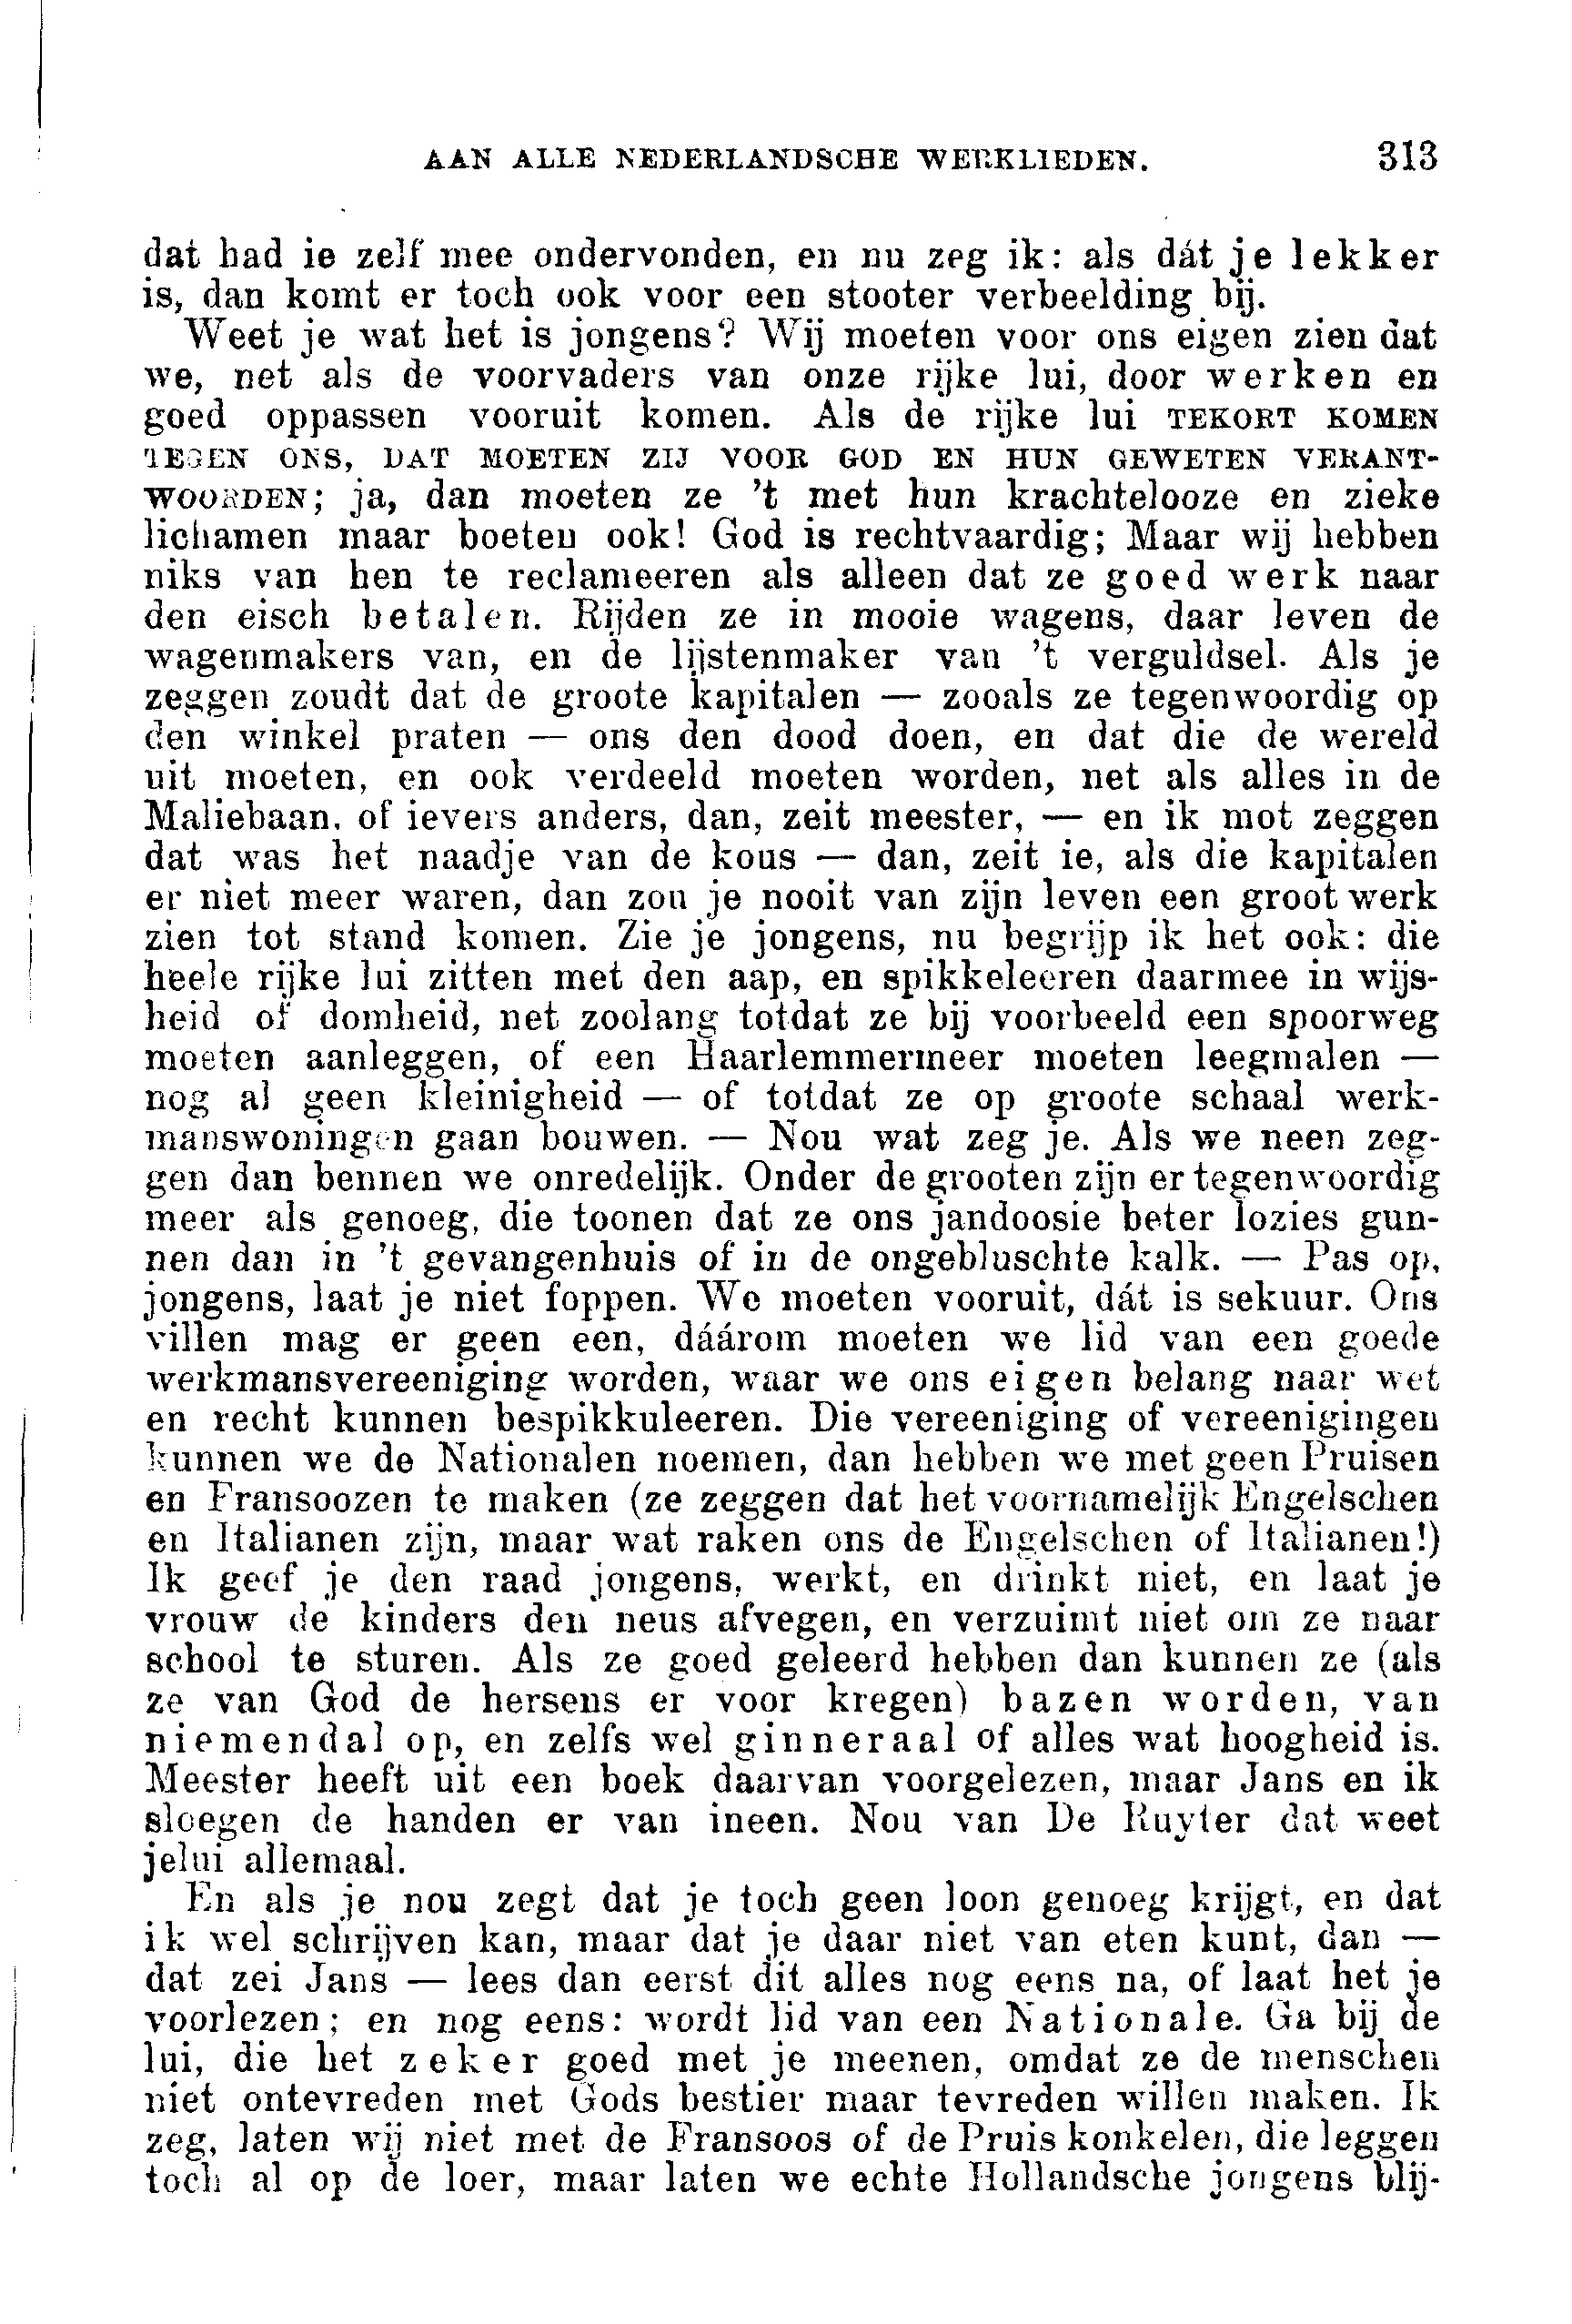 AAN ALLE NEDERLANDSCHE WERKLIEDEN. 313
dat had ie zelf mee ondervonden, en nu zeg ik: als dát je lekker
is, dan komt er toch ook voor een stooter verbeelding bij.
Weet je wat het is jongens? Wij moeten voor ons eigen zien dat
we, net als de voorvaders van onze rijke lui, door werken en
goed oppassen vooruit komen. Als de rijke lui TEKORT KOMEN
TEGEN ONS, DAT MOETEN ZIJ VOOR GOD EN HUN GEWETEN VERANT-
WOORDEN; ja, dan moeten ze 't met hun krachtelooze en zieke
lichamen maar boeten ook! God is rechtvaardig; Maar wij hebben
niks van hen te reclameeren als alleen dat ze goed werk naar
den eisch betalen. Rijden ze in mooie wagens, daar leven de
wagenmakers van, en de lijstenmaker van 't verguldsel. Als je
zeggen zoudt dat de groote kapitalen — zooals ze tegenwoordig op
den winkel praten — ons den dood doen, en dat die de wereld
uit moeten, en ook verdeeld moeten worden, net als alles in de
Maliebaan, of ievers anders, dan, zeit meester, — en ik mot zeggen
dat was het naadje van de kous — dan, zeit ie, als die kapitalen
er niet meer waren, dan zou je nooit van zijn leven een groot werk
zien tot stand komen. Zie je jongens, nu begrijp ik het ook: die
heele rijke lui zitten met den aap, en spikkeleeren daarmee in wijs-
heid of domheid, net zoolang totdat ze bij voorbeeld een spoorweg
moeten aanleggen, of een Haarlemmermeer moeten leegmalen —
nog al geen kleinigheid — of totdat ze op groote schaal werk-
manswoningen gaan bouwen. — Nou wat zeg je. Als we neen zeg-
gen dan bennen we onredelijk. Onder de grooten zijn er tegenwoordig
meer als genoeg, die toonen dat ze ons jandoosie beter lozies gun-
nen dan in 't gevangenhuis of in de ongebluschte kalk. — Pas op,
jongens, laat je niet foppen. We moeten vooruit, dát is sekuur. Ons
villen mag er geen een, dáárom moeten we lid van een goede
werkmansvereeniging worden, waar we ons eigen belang naar wet
en recht kunnen bespikkuleeren. Die vereeniging of vereenigingen
kunnen we de Nationalen noemen, dan hebben we met geen Pruisen
en Fransoozen te maken (ze zeggen dat het voornamelijk Engelschen
en Italianen zijn, maar wat raken ons de Engelschen of Italianen!)
Ik geef je den raad jongens, werkt, en drinkt niet, en laat je
vrouw de kinders den neus afvegen, en verzuimt niet om ze naar
school te sturen. Als ze goed geleerd hebben dan kunnen ze (als
ze van God de hersens er voor kregen) bazen worden, van
niemendal op, en zelfs wel ginneraal of alles wat hoogheid is.
Meester heeft uit een boek daarvan voorgelezen, maar Jans en ik
sloegen de handen er van ineen. Nou van De Ruyter dat weet
jelui allemaal.
En als je nou zegt dat je toch geen loon genoeg krijgt, en dat
ik wel schrijven kan, maar dat je daar niet van eten kunt, dan —
dat zei Jans — lees dan eerst dit alles nog eens na, of laat het je
voorlezen; en nog eens: wordt lid van een Nationale. Ga bij de
lui, die het zeker goed met je meenen, omdat ze de menschen
niet ontevreden met Gods bestier maar tevreden willen maken. Ik
zeg, laten wij niet met de Fransoos of de Pruis konkelen, die leggen
toch al op de loer, maar laten we echte Hollandsche jongens blij-